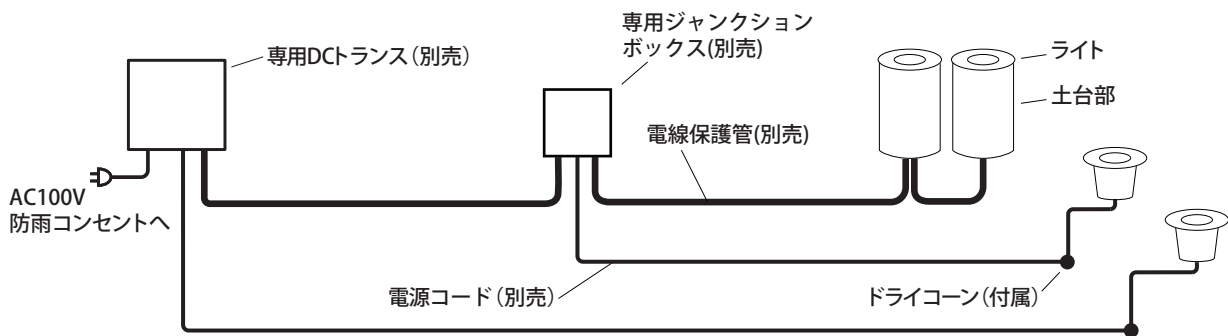 専用DCトランス（別売）
専用ジャンクション
ボックス(別売)
ライト
土台部
電線保護管(別売)
AC100V
防雨コンセントへ
電源コード（別売）
ドライコーン（付属）